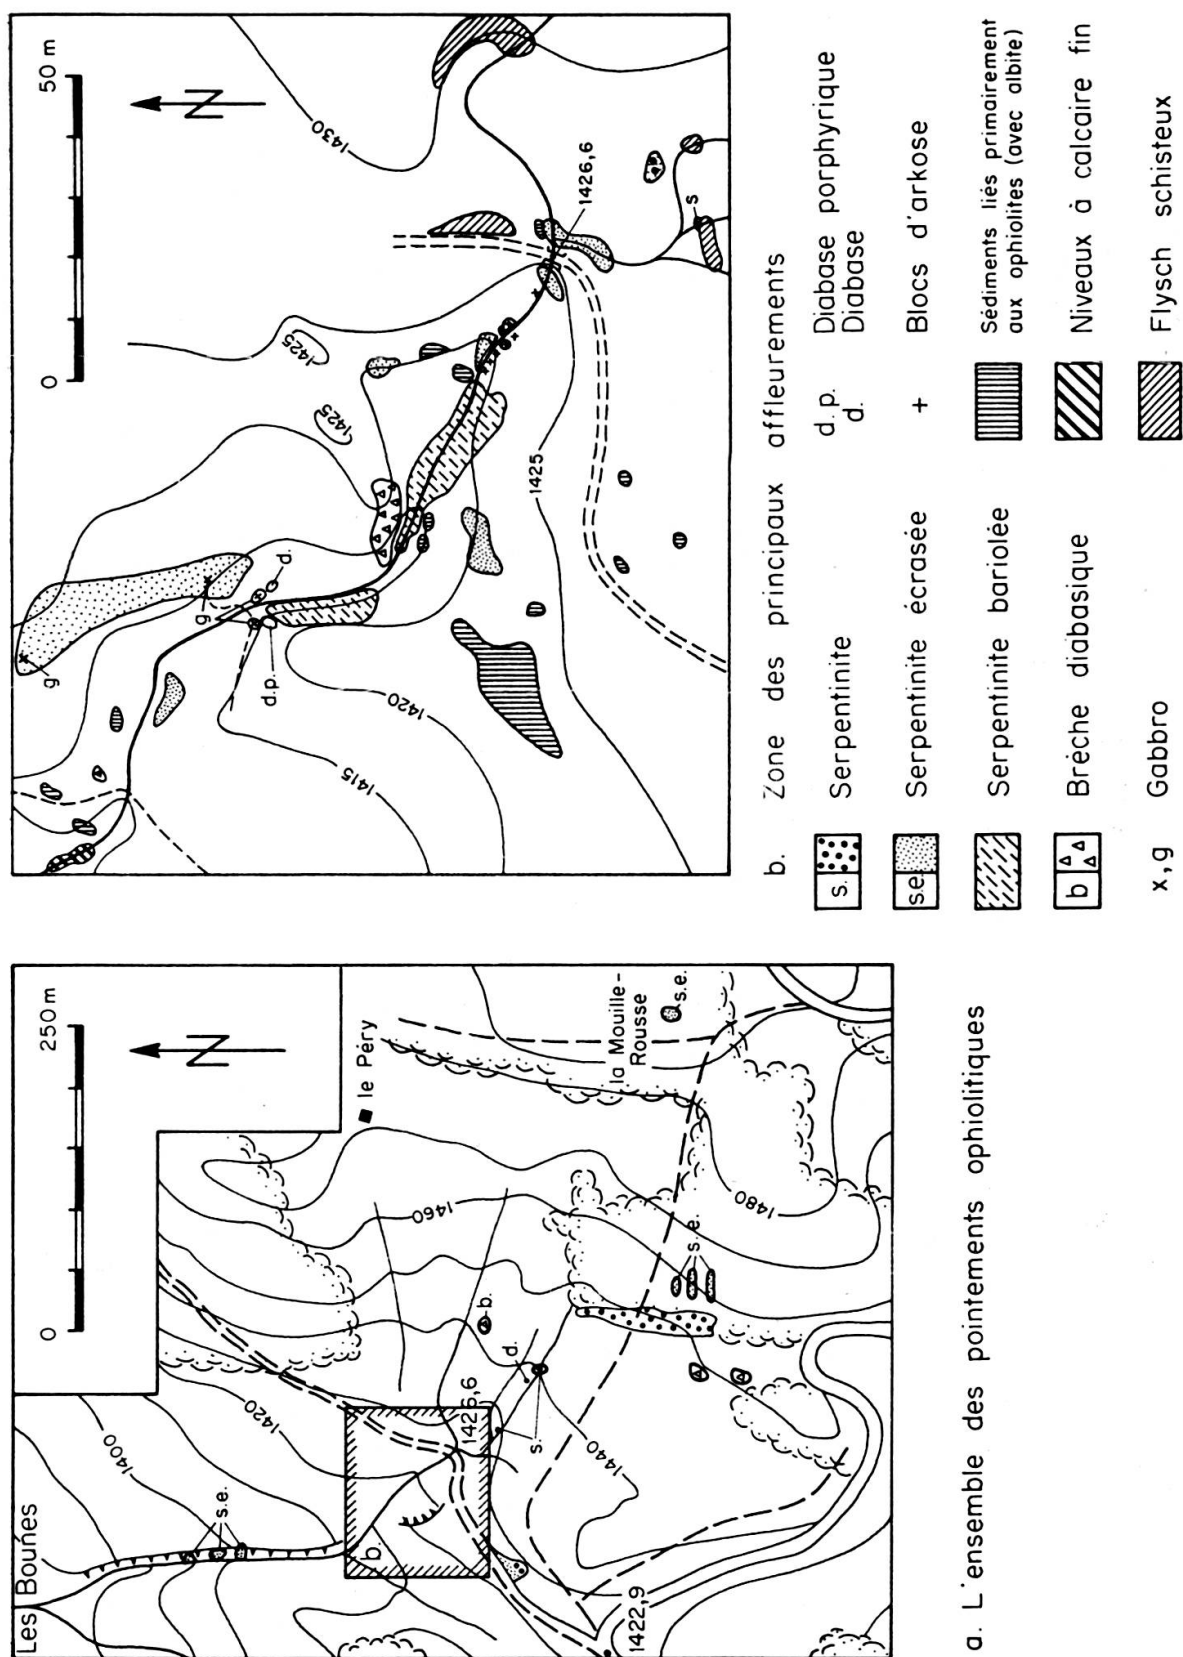 Les Bounes
0
250 m
N
le Péry
1400
1420
1460
s.e.
b.
1426,6
b.
d.
s.
1440
la Mouille-
Rousse
s.e.
s.e.
1480
1422,9
a. L'ensemble des pointements ophiolitiques
0
50 m
N
g
g
d.
d.p.
1415
1420
1425
1425
1425
1430
1426,6
s
b. Zone des principaux affleurements
s. Serpentinite
s.e. Serpentinite écrasée
Serpentinite bariolée
b Brèche diabasique
x,g Gabbro
d.p. Diabase porphyrique
d. Diabase
+ Blocs d'arkose
Sédiments liés primairement
aux ophiolites (avec albite)
Niveaux à calcaire fin
Flysch schisteux